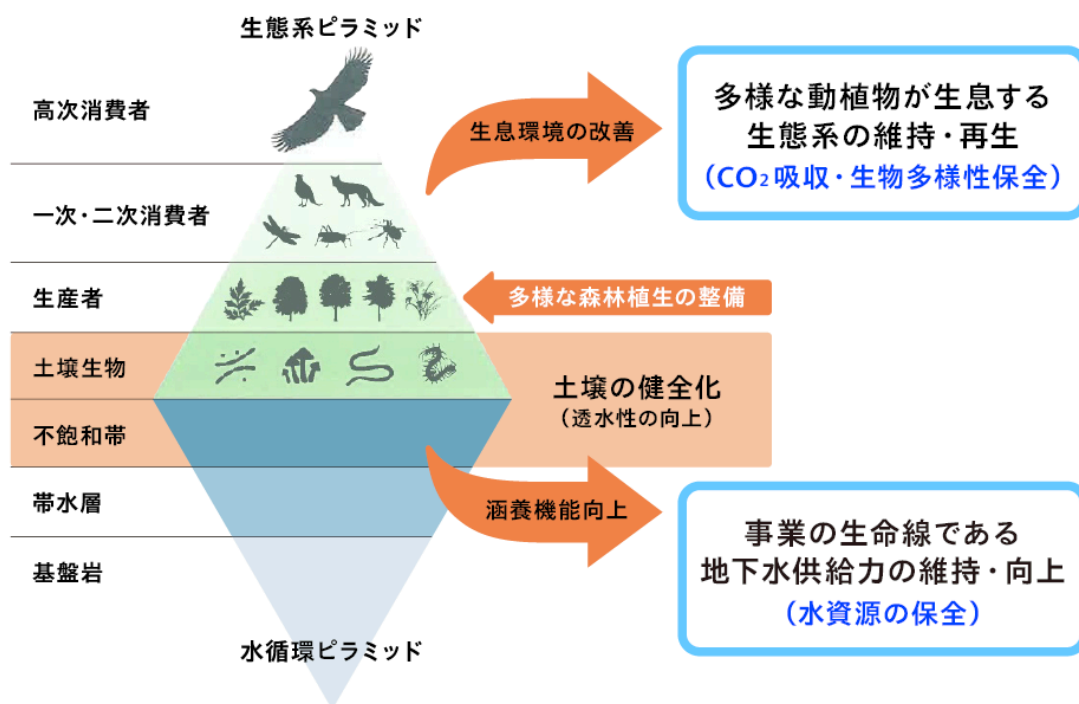 生態系ピラミッド
高次消費者
一次・二次消費者
生産者
土壌生物
不飽和帯
帯水層
基盤岩
水循環ピラミッド
生息環境の改善
多様な動植物が生息する
生態系の維持・再生
（CO₂吸収・生物多様性保全）
多様な森林植生の整備
土壌の健全化
（透水性の向上）
涵養機能向上
事業の生命線である
地下水供給力の維持・向上
（水資源の保全）